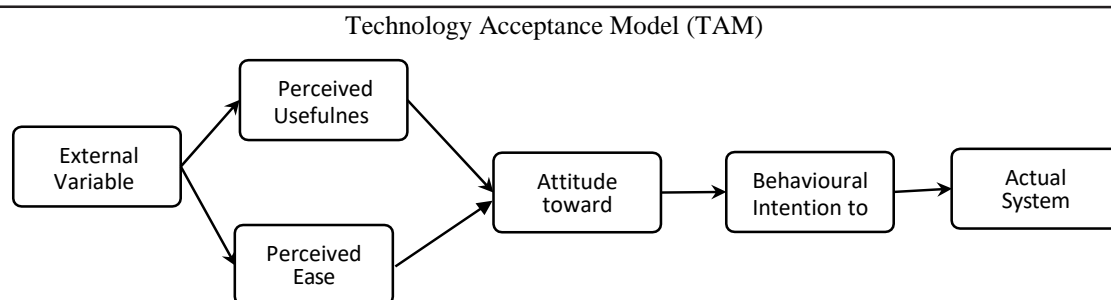 Technology Acceptance Model (TAM)
Perceived
Usefulnes
External
Variable
Attitude
toward
Behavioural
Intention to
Actual
System
Perceived
Ease